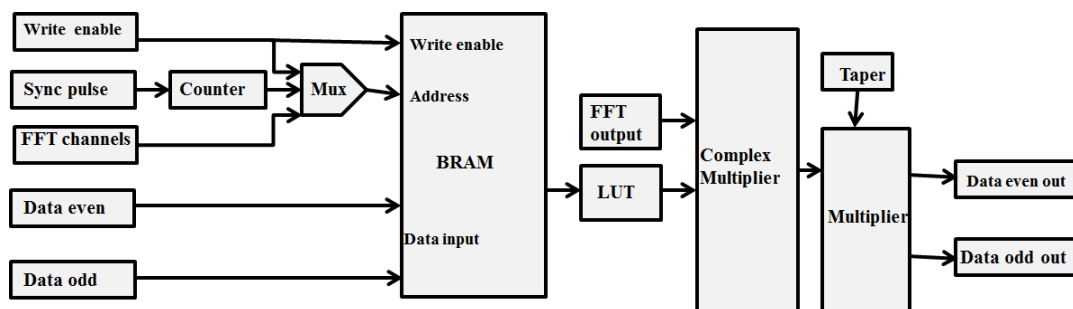 Write enable
Sync pulse
Counter
Mux
FFT channels
Data even
Data odd
Write enable
Address
BRAM
Data input
FFT
output
LUT
Complex
Multiplier
Taper
Multiplier
Data even out
Data odd out